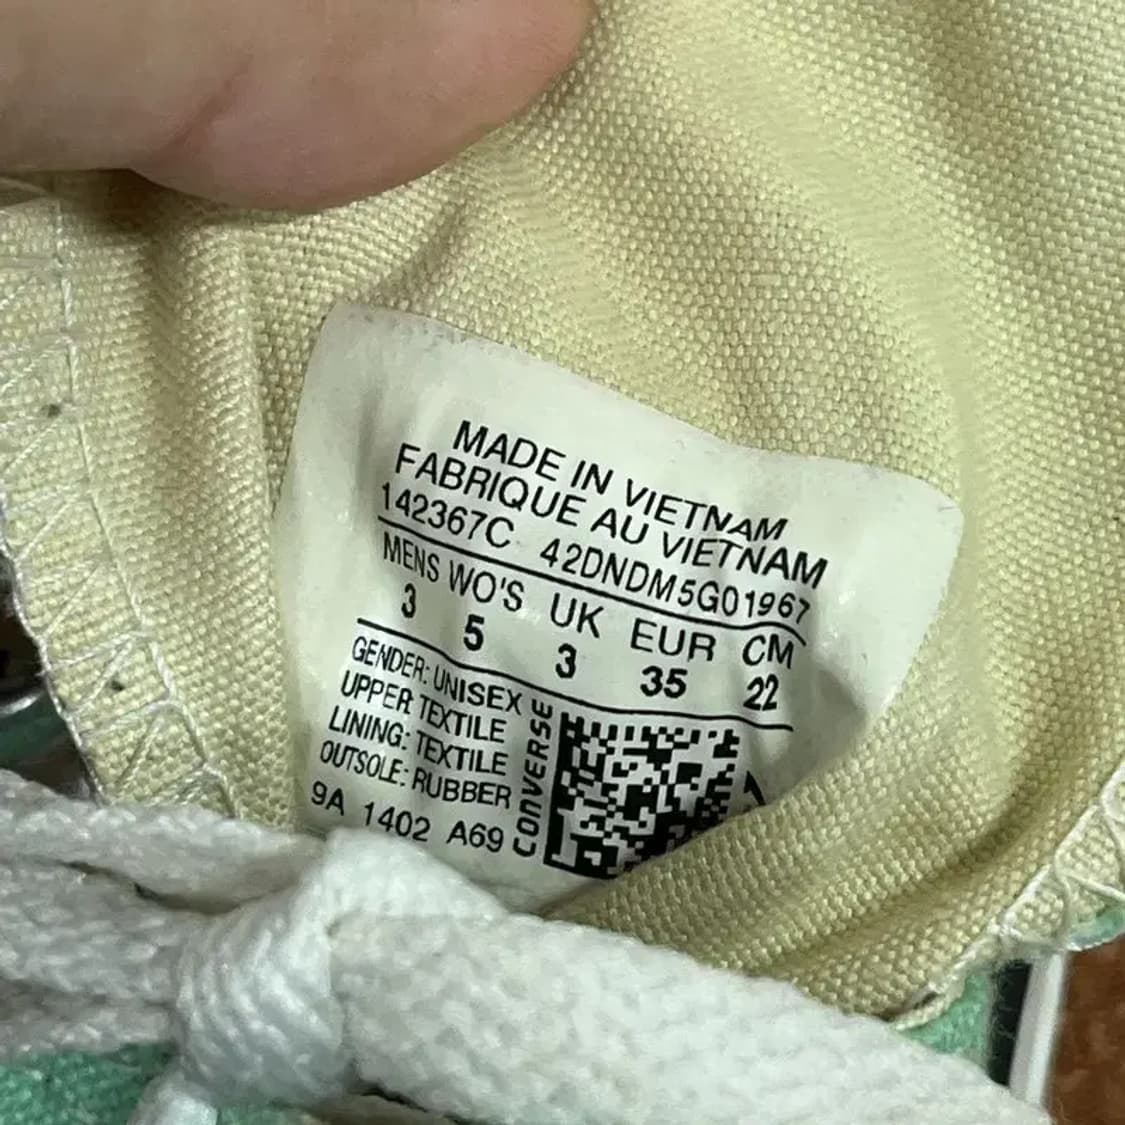 MADE IN VIETNAM
FABRIQUE AU VIETNAM
142367C 42DNDM5G01967
MENS WO'S UK EUR CM
3 5 3 35 22
GENDER: UNISEX
UPPER: TEXTILE
LINING: TEXTILE
OUTSOLE: RUBBER
9A 1402 A69
CONVERSE